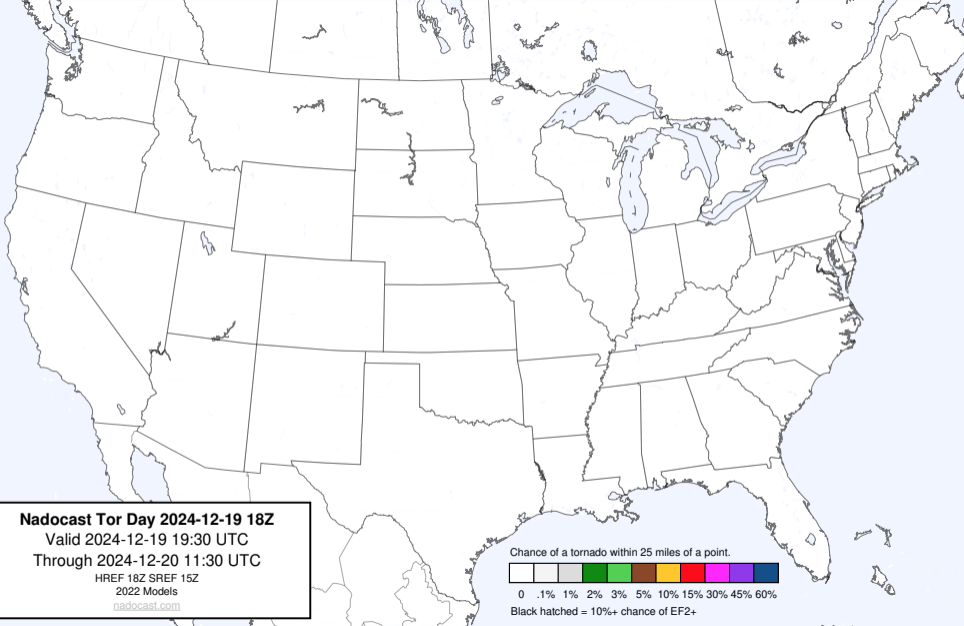 Nadocast Tor Day 2024-12-19 18Z
Valid 2024-12-19 19:30 UTC
Through 2024-12-20 11:30 UTC
HREF 18Z SREF 15Z
2022 Models
nadocast.com
Chance of a tornado within 25 miles of a point.
0 .1% 1% 2% 3% 5% 10% 15% 30% 45% 60%
Black hatched = 10%+ chance of EF2+